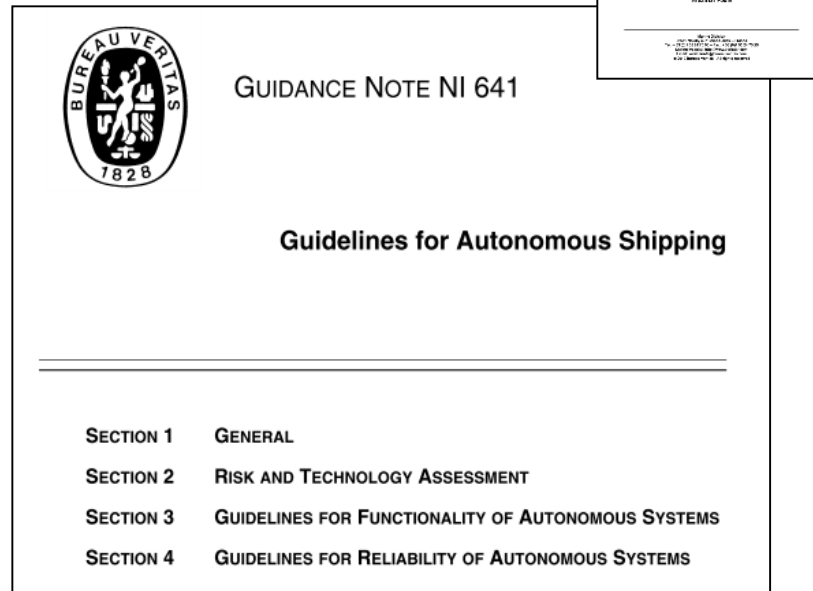 BUREAU VERITAS
1828
GUIDANCE NOTE NI 641
Guidelines for Autonomous Shipping
SECTION 1 GENERAL
SECTION 2 RISK AND TECHNOLOGY ASSESSMENT
SECTION 3 GUIDELINES FOR FUNCTIONALITY OF AUTONOMOUS SYSTEMS
SECTION 4 GUIDELINES FOR RELIABILITY OF AUTONOMOUS SYSTEMS